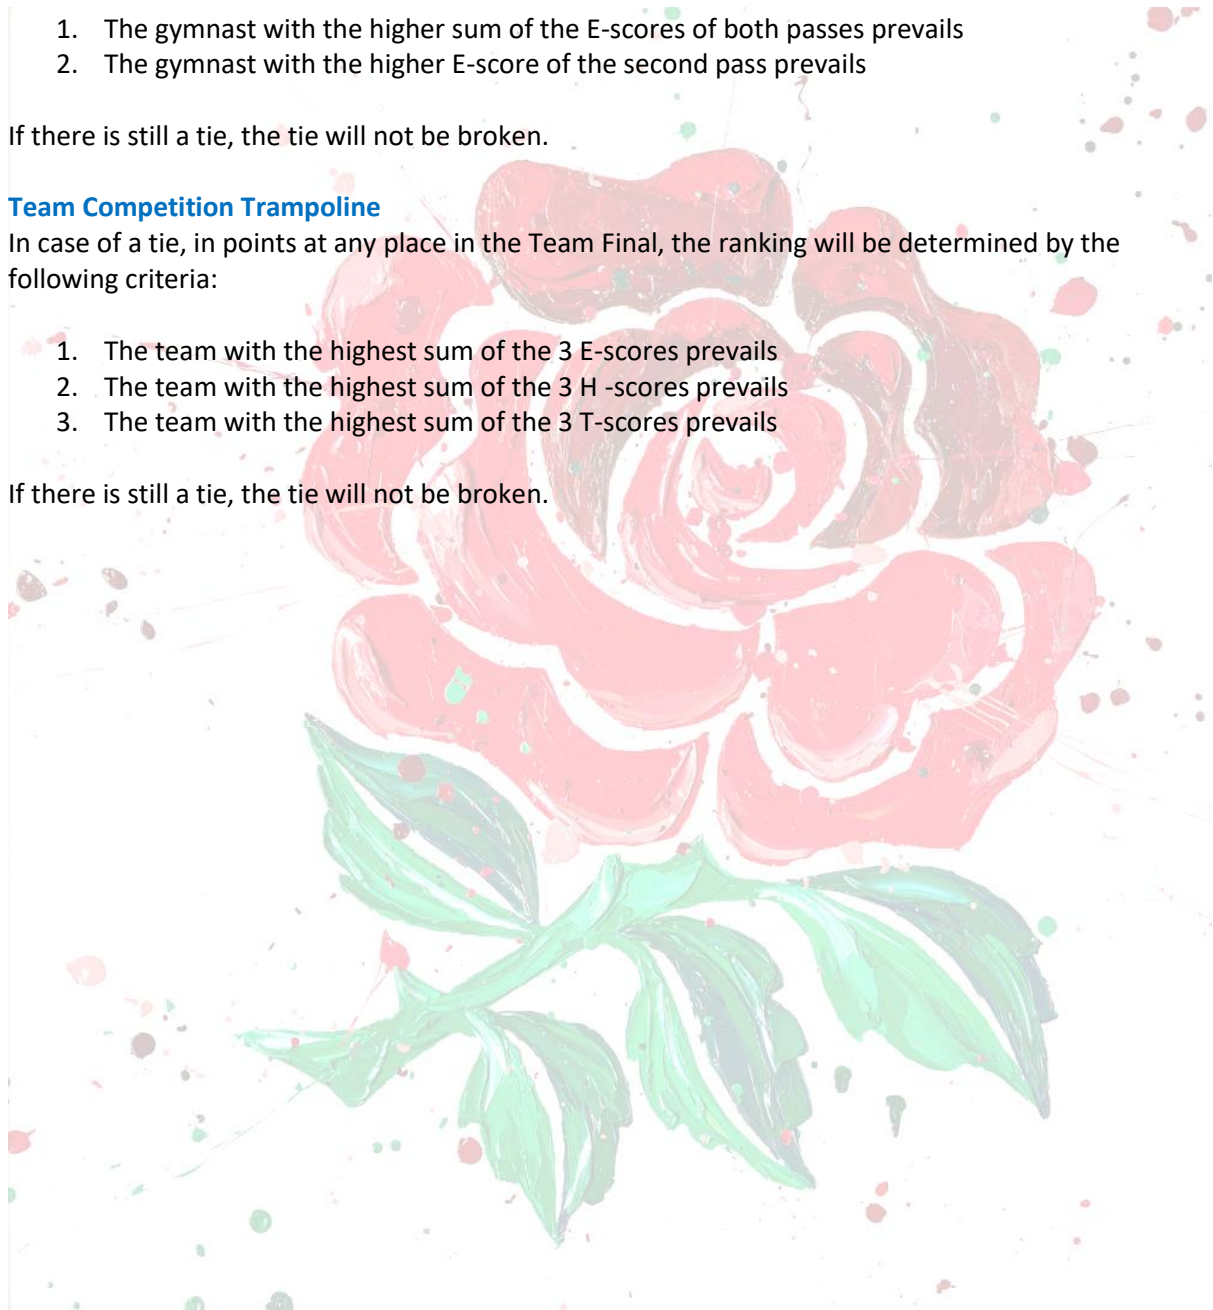 1. The gymnast with the higher sum of the E-scores of both passes prevails
2. The gymnast with the higher E-score of the second pass prevails
If there is still a tie, the tie will not be broken.
Team Competition Trampoline
In case of a tie, in points at any place in the Team Final, the ranking will be determined by the
following criteria:
1. The team with the highest sum of the 3 E-scores prevails
2. The team with the highest sum of the 3 H -scores prevails
3. The team with the highest sum of the 3 T-scores prevails
If there is still a tie, the tie will not be broken.